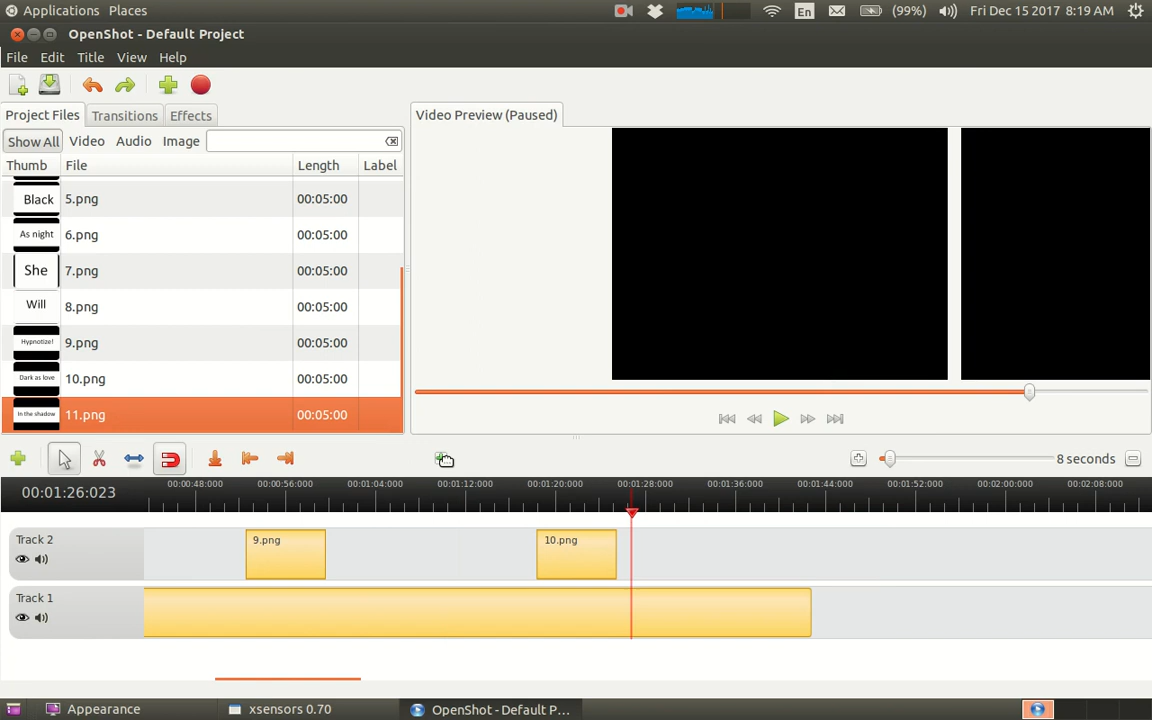 Applications Places
En (99%) Fri Dec 15 2017 8:19 AM
OpenShot - Default Project
File Edit Title View Help
Project Files Transitions Effects
Video Preview (Paused)
Show All Video Audio Image
Thumb File Length Label
Black 5.png 00:05:00
As night 6.png 00:05:00
She 7.png 00:05:00
Will 8.png 00:05:00
Hypnotize! 9.png 00:05:00
Dark as love 10.png 00:05:00
In the shadow 11.png 00:05:00
8 seconds
00:01:26:023
00:00:48:000 00:00:56:000 00:01:04:000 00:01:12:000 00:01:20:000 00:01:28:000 00:01:36:000 00:01:44:000 00:01:52:000 00:02:00:000 00:02:08:000
Track 2 9.png 10.png
Track 1
Appearance xsensors 0.70 OpenShot - Default P...